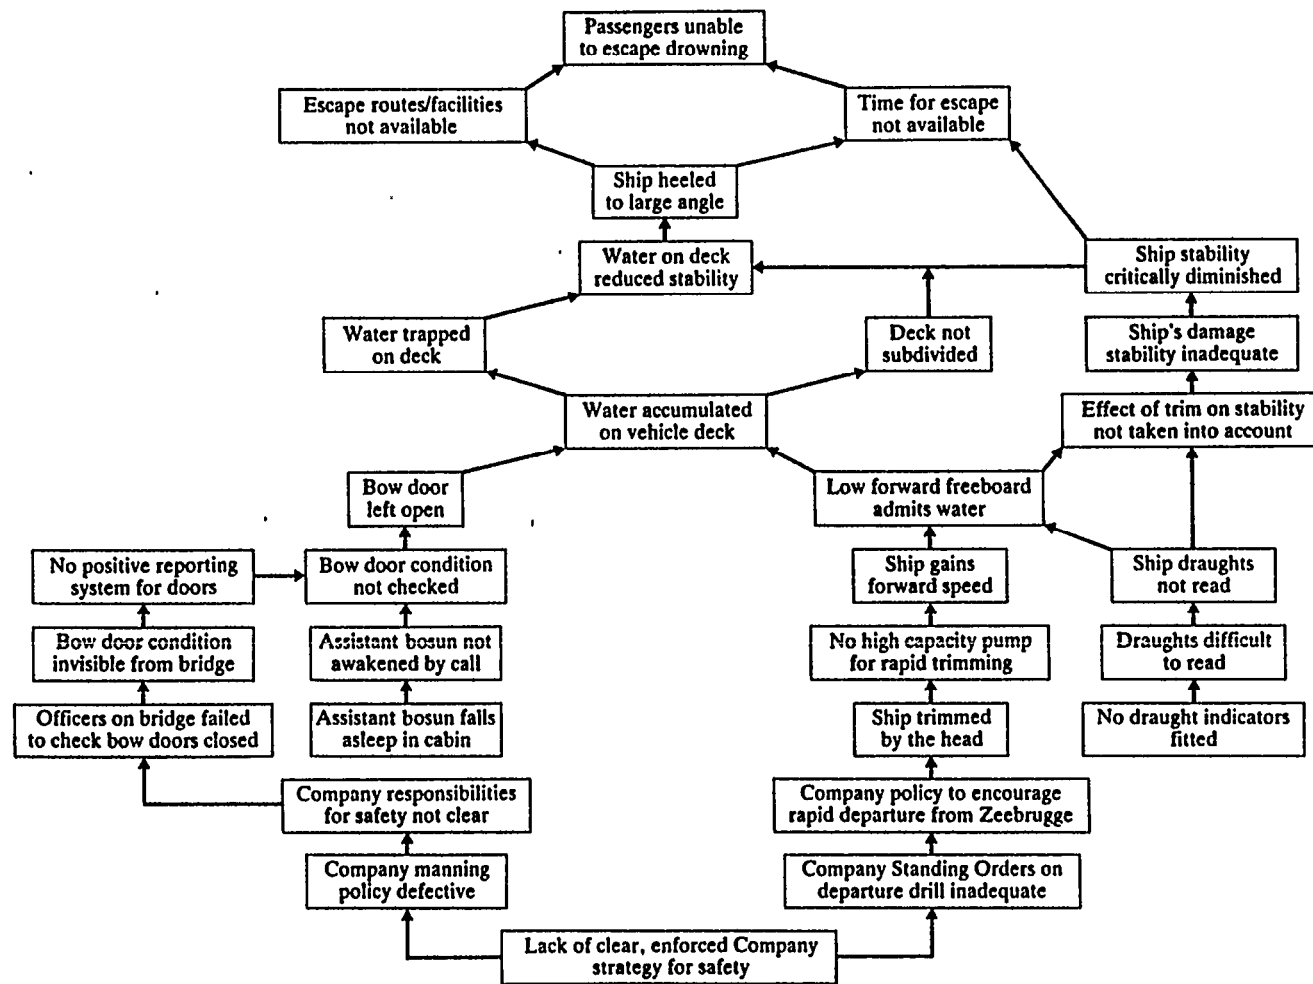 Passengers unable
to escape drowning
Escape routes/facilities
not available
Time for escape
not available
Ship heeled
to large angle
Water on deck
reduced stability
Ship stability
critically diminished
Water trapped
on deck
Deck not
subdivided
Ship's damage
stability inadequate
Water accumulated
on vehicle deck
Effect of trim on stability
not taken into account
Bow door
left open
Low forward freeboard
admits water
No positive reporting
system for doors
Bow door condition
not checked
Ship gains
forward speed
Ship draughts
not read
Bow door condition
invisible from bridge
Assistant bosun not
awakened by call
No high capacity pump
for rapid trimming
Draughts difficult
to read
Officers on bridge failed
to check bow doors closed
Assistant bosun falls
asleep in cabin
Ship trimmed
by the head
No draught indicators
fitted
Company responsibilities
for safety not clear
Company policy to encourage
rapid departure from Zeebrugge
Company manning
policy defective
Company Standing Orders on
departure drill inadequate
Lack of clear, enforced Company
strategy for safety